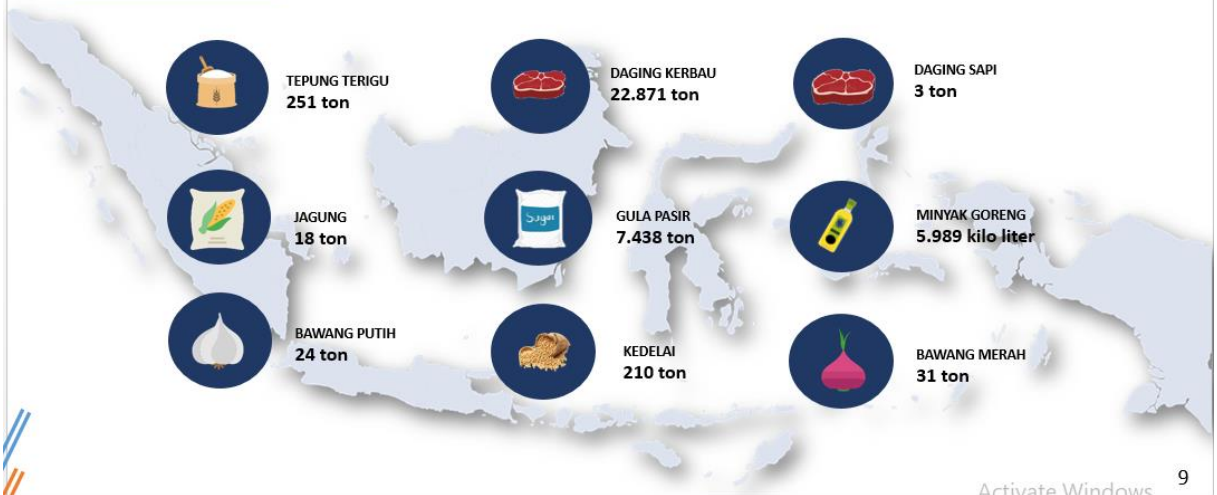 TEPUNG TERIGU
251 ton
DAGING KERBAU
22.871 ton
DAGING SAPI
3 ton
JAGUNG
18 ton
Sugar
GULA PASIR
7.438 ton
MINYAK GORENG
5.989 kilo liter
BAWANG PUTIH
24 ton
KEDELAI
210 ton
BAWANG MERAH
31 ton
Activate Windows
9